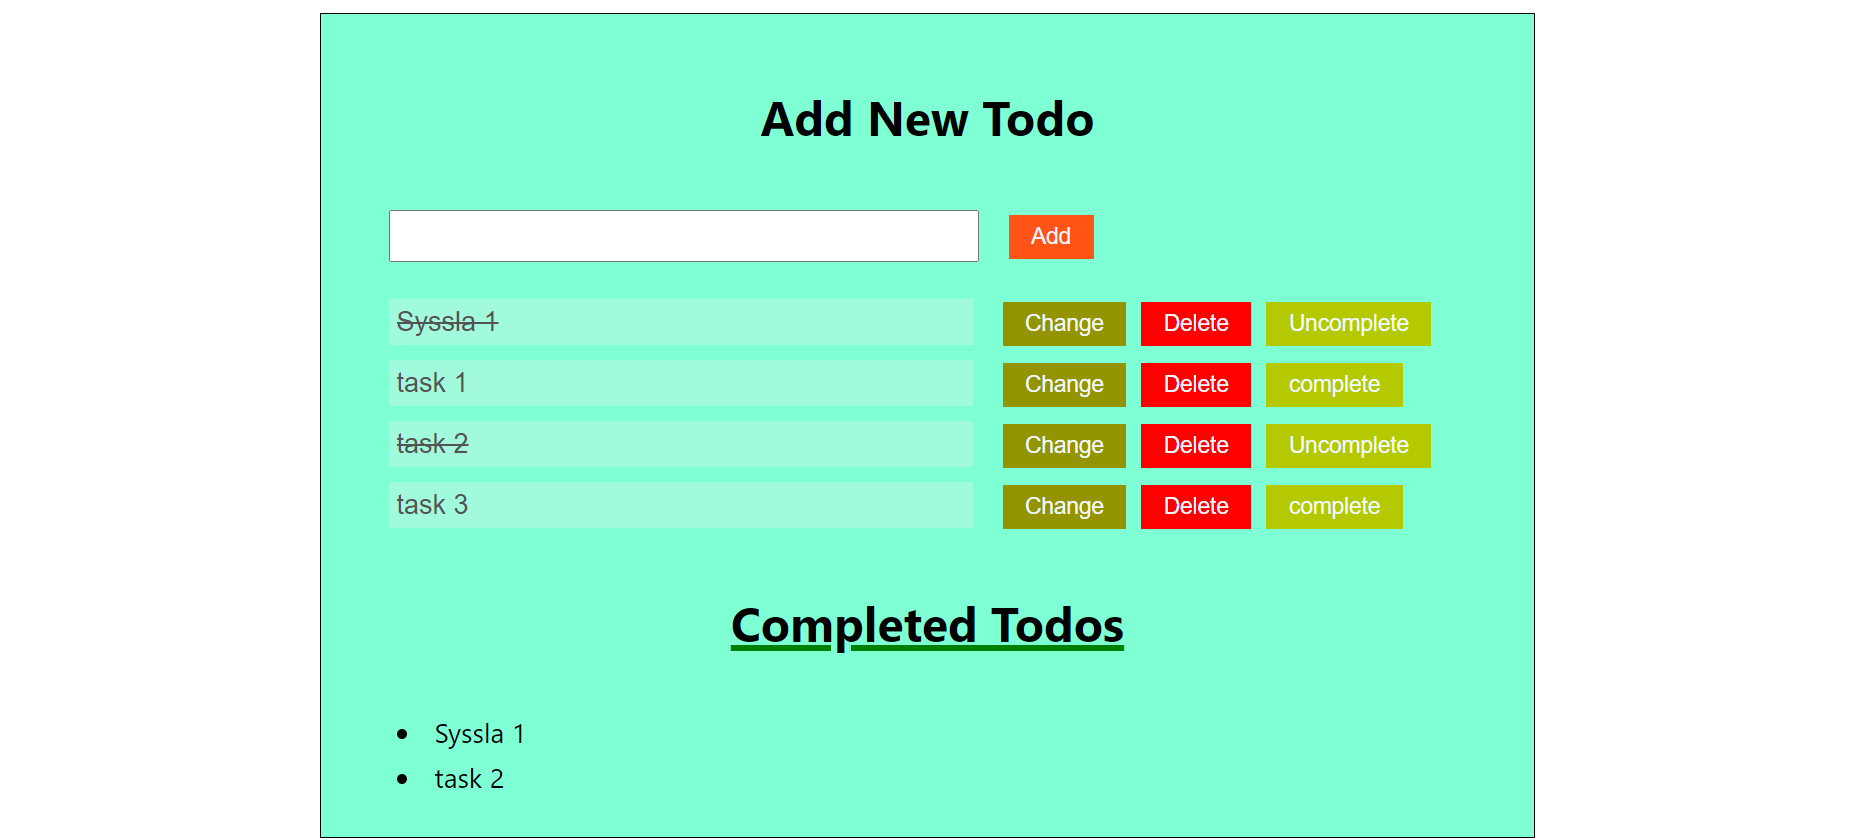 Add New Todo
Add
Syssla 1 Change Delete Uncomplete
task 1 Change Delete complete
task 2 Change Delete Uncomplete
task 3 Change Delete complete
Completed Todos
Syssla 1
task 2